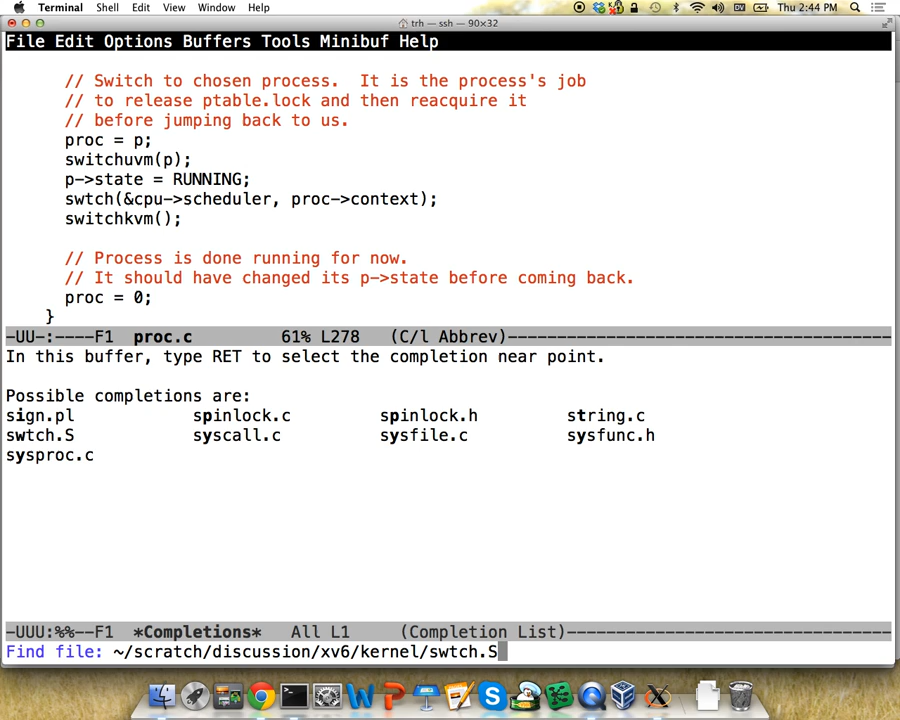 Terminal Shell Edit View Window Help Thu 2:44 PM
trh — ssh — 90×32
File Edit Options Buffers Tools Minibuf Help
// Switch to chosen process.  It is the process's job
// to release ptable.lock and then reacquire it
// before jumping back to us.
proc = p;
switchuvm(p);
p->state = RUNNING;
swtch(&cpu->scheduler, proc->context);
switchkvm();
// Process is done running for now.
// It should have changed its p->state before coming back.
proc = 0;
}
-UU-:----F1  proc.c         61% L278   (C/l Abbrev)---------------------------------------
In this buffer, type RET to select the completion near point.
Possible completions are:
sign.pl spinlock.c spinlock.h string.c
swtch.S syscall.c sysfile.c sysfunc.h
sysproc.c
-UUU:%%--F1  *Completions*   All L1     (Completion List)---------------------------------
Find file: ~/scratch/discussion/xv6/kernel/swtch.S